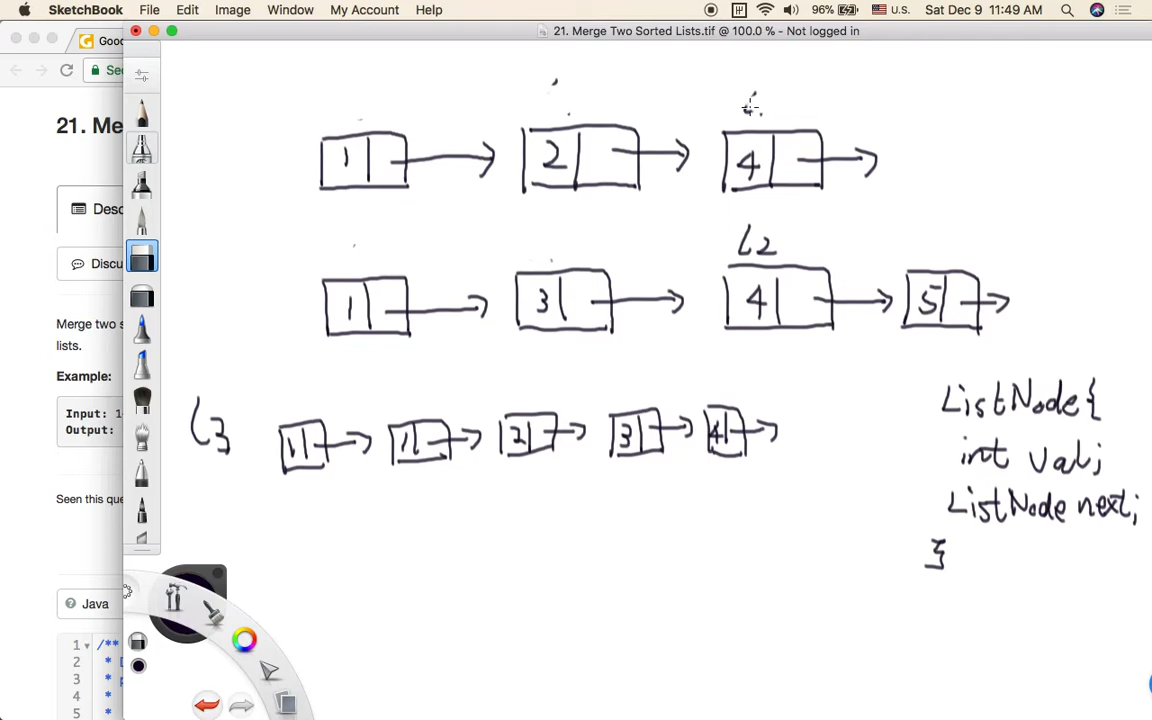 SketchBook File Edit Image Window My Account Help 96% U.S. Sat Dec 9 11:49 AM
21. Merge Two Sorted Lists.tif @ 100.0 % - Not logged in
Good
Sec
21. Me
1 2 4
Desc
L2
1 3 4 5
Discu
Merge two s
lists.
Example:
ListNode{
Input: 1-
Output:
L3 1 1 2 3 4
int val;
Seen this que
ListNode next;
}
Java
1 /**
2 * D
3 * p
4 *
5 *